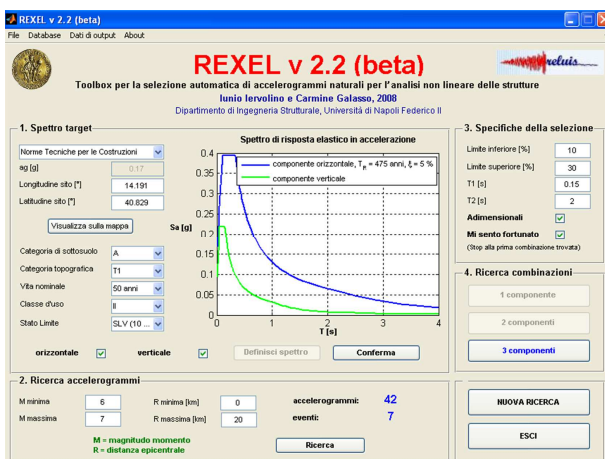 REXEL v 2.2 (beta)
File Database Dati di output About
REXEL v 2.2 (beta)
reluis
Toolbox per la selezione automatica di accelerogrammi naturali per l'analisi non lineare delle strutture
Iunio Iervolino e Carmine Galasso, 2008
Dipartimento di Ingegneria Strutturale, Università di Napoli Federico II
1. Spettro target
Norme Tecniche per le Costruzioni
ag [g] 0.17
Longitudine sito [°] 14.191
Latitudine sito [°] 40.829
Visualizza sulla mappa
Categoria di sottosuolo A
Categoria topografica T1
Vita nominale 50 anni
Classe d'uso II
Stato Limite SLV (10 ...
orizzontale verticale Definisci spettro Conferma
Spettro di risposta elastico in accelerazione
componente orizzontale, TR = 475 anni, ξ = 5 %
componente verticale
Sa [g]
0.4
0.35
0.3
0.25
0.2
0.15
0.1
0.05
0
0 1 2 3 4
T [s]
3. Specifiche della selezione
Limite inferiore [%] 10
Limite superiore [%] 30
T1 [s] 0.15
T2 [s] 2
Adimensionali
Mi sento fortunato
(Stop alla prima combinazione trovata)
4. Ricerca combinazioni
1 componente
2 componenti
3 componenti
2. Ricerca accelerogrammi
M minima 6 R minima [km] 0 accelerogrammi: 42
M massima 7 R massima [km] 20 eventi: 7
M = magnitudo momento
R = distanza epicentrale
Ricerca
NUOVA RICERCA
ESCI